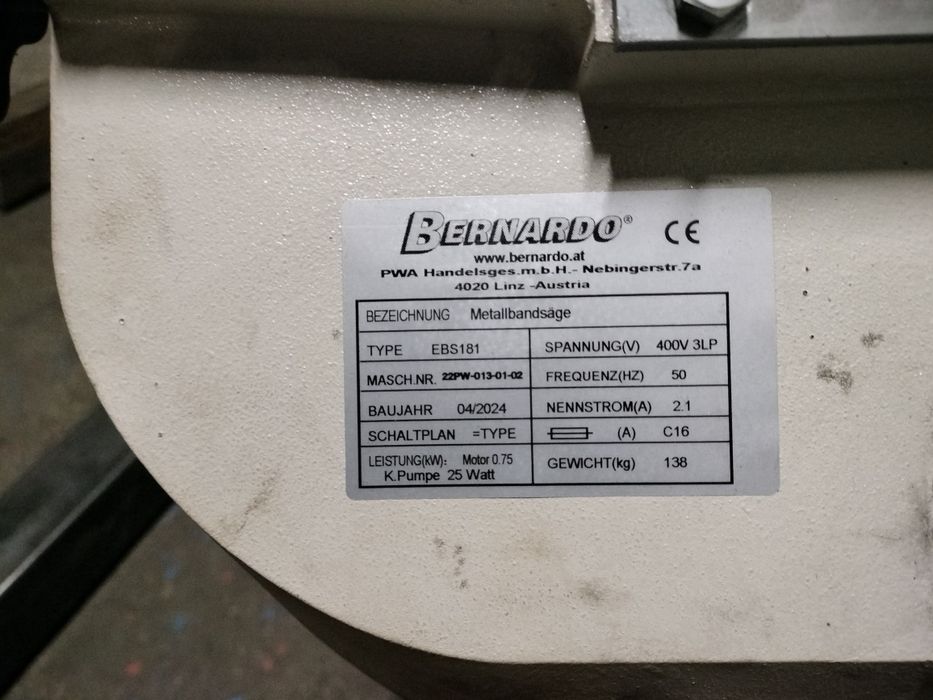 BERNARDO® CE
www.bernardo.at
PWA Handelsges.m.b.H.- Nebingerstr.7a
4020 Linz -Austria
BEZEICHNUNG Metallbandsäge
TYPE EBS181 SPANNUNG(V) 400V 3LP
MASCH.NR. 22PW-013-01-02 FREQUENZ(HZ) 50
BAUJAHR 04/2024 NENNSTROM(A) 2.1
SCHALTPLAN =TYPE (A) C16
LEISTUNG(kW): Motor 0.75 GEWICHT(kg) 138
K.Pumpe 25 Watt